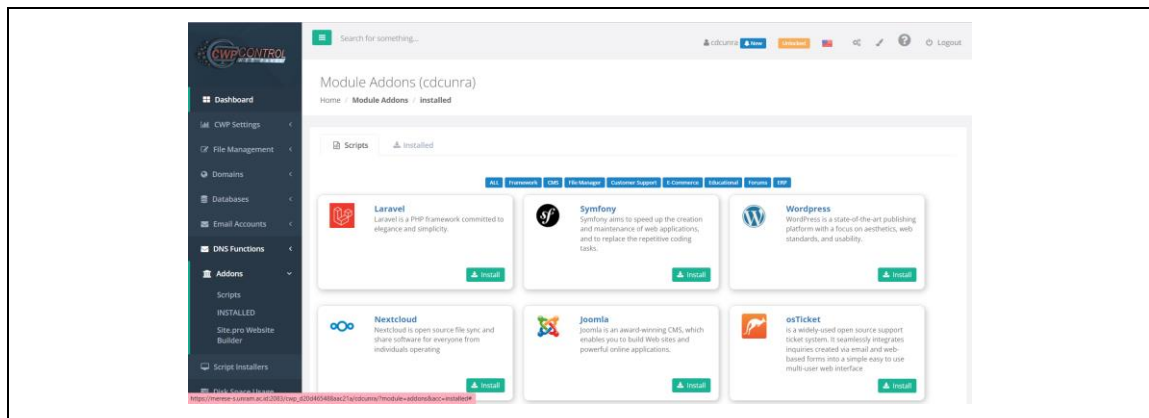 CWP CONTROL
WEB PANEL
Search for something...
cdcunra New Unlocked Logout
Module Addons (cdcunra)
Home / Module Addons / installed
Dashboard
CWP Settings
File Management
Domains
Databases
Email Accounts
DNS Functions
Addons
Scripts
INSTALLED
Site.pro Website
Builder
Script Installers
Disk Space Usage
Scripts Installed
ALL Framework CMS File Manager Customer Support E-Commerce Educational Forums ERP
Laravel
Laravel is a PHP framework committed to
elegance and simplicity.
Install
Symfony
Symfony aims to speed up the creation
and maintenance of web applications,
and to replace the repetitive coding
tasks.
Install
Wordpress
WordPress is a state-of-the-art publishing
platform with a focus on aesthetics, web
standards, and usability.
Install
Nextcloud
Nextcloud is open source file sync and
share software for everyone from
individuals operating
Install
Joomla
Joomla is an award-winning CMS, which
enables you to build Web sites and
powerful online applications.
Install
osTicket
is a widely-used open source support
ticket system. It seamlessly integrates
inquiries created via email and web-
based forms into a simple easy to use
multi-user web interface
Install